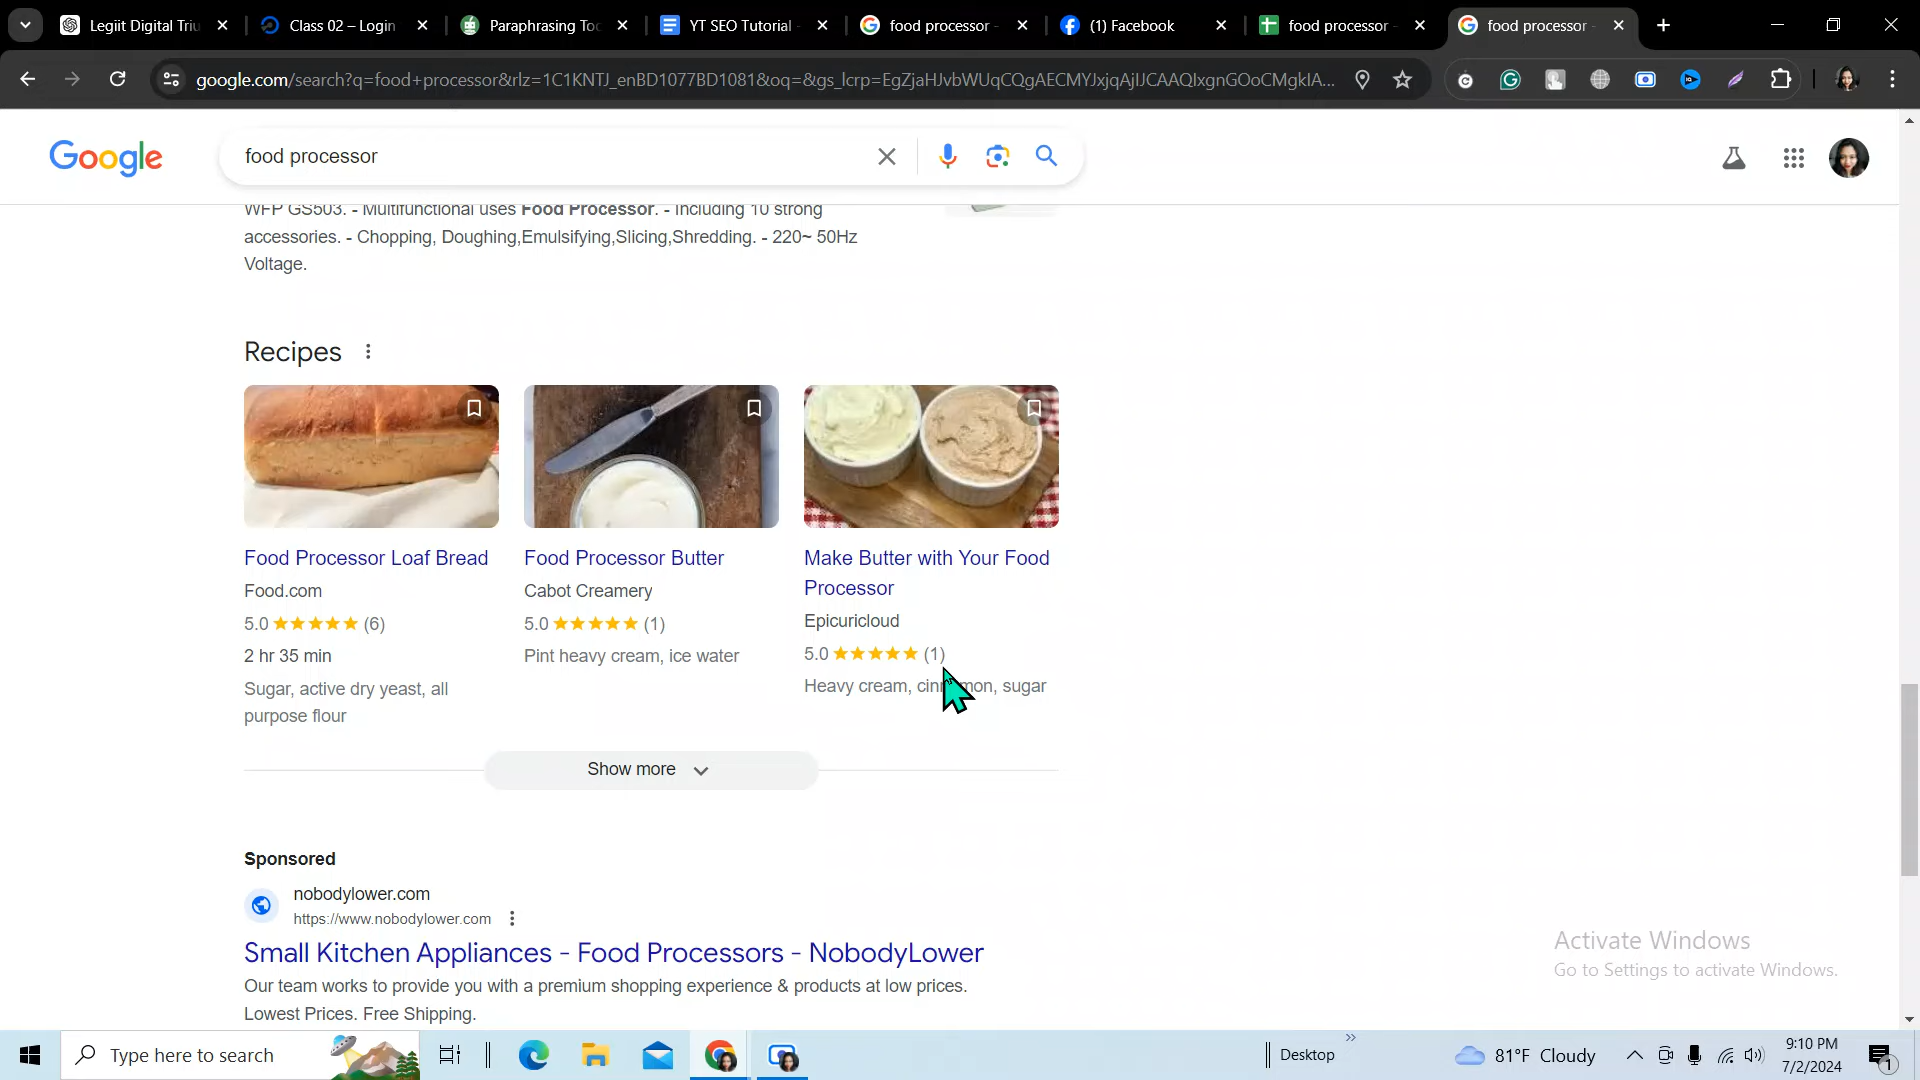 Legiit Digital Triu
Class 02 – Login
Paraphrasing Too
YT SEO Tutorial -
food processor -
(1) Facebook
food processor -
food processor -
google.com/search?q=food+processor&rlz=1C1KNTJ_enBD1077BD1081&oq=&gs_lcrp=EgZjaHJvbWUqCQgAECMYJxjqAjIJCAAQIxgnGOoCMgkIA...
Google
food processor
WFP GS503. - Multifunctional uses Food Processor. - Including 10 strong
accessories. - Chopping, Doughing,Emulsifying,Slicing,Shredding. - 220~ 50Hz
Voltage.
Recipes
Food Processor Loaf Bread
Food.com
5.0 ★★★★★ (6)
2 hr 35 min
Sugar, active dry yeast, all
purpose flour
Food Processor Butter
Cabot Creamery
5.0 ★★★★★ (1)
Pint heavy cream, ice water
Make Butter with Your Food
Processor
Epicuricloud
5.0 ★★★★★ (1)
Heavy cream, cinnamon, sugar
Show more
Sponsored
nobodylower.com
https://www.nobodylower.com
Small Kitchen Appliances - Food Processors - NobodyLower
Our team works to provide you with a premium shopping experience & products at low prices.
Lowest Prices. Free Shipping.
Activate Windows
Go to Settings to activate Windows.
Type here to search
Desktop
81°F Cloudy
9:10 PM
7/2/2024
1